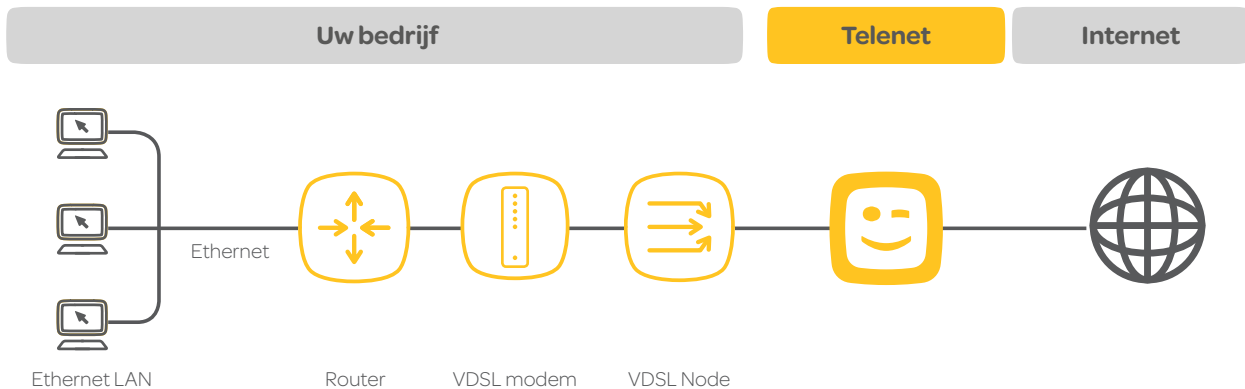 Uw bedrijf
Telenet
Internet
Ethernet
Ethernet LAN
Router
VDSL modem
VDSL Node